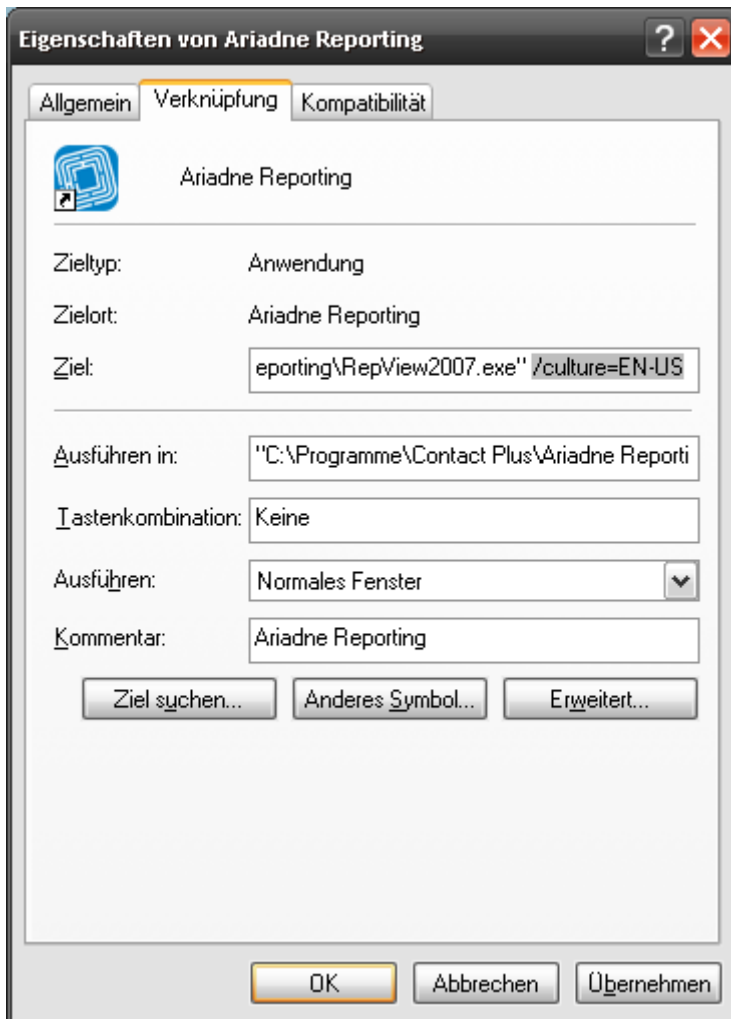 Eigenschaften von Ariadne Reporting
Allgemein Verknüpfung Kompatibilität
Ariadne Reporting
Zieltyp: Anwendung
Zielort: Ariadne Reporting
Ziel: eporting\RepView2007.exe" /culture=EN-US
Ausführen in: "C:\Programme\Contact Plus\Ariadne Reporti
Tastenkombination: Keine
Ausführen: Normales Fenster
Kommentar: Ariadne Reporting
Ziel suchen... Anderes Symbol... Erweitert...
OK Abbrechen Übernehmen